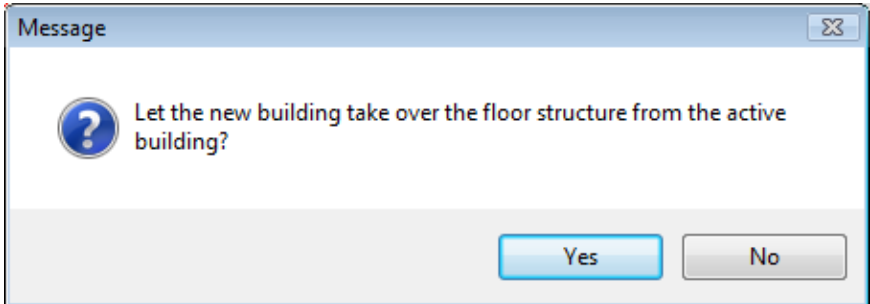 Message
Let the new building take over the floor structure from the active
building?
Yes
No